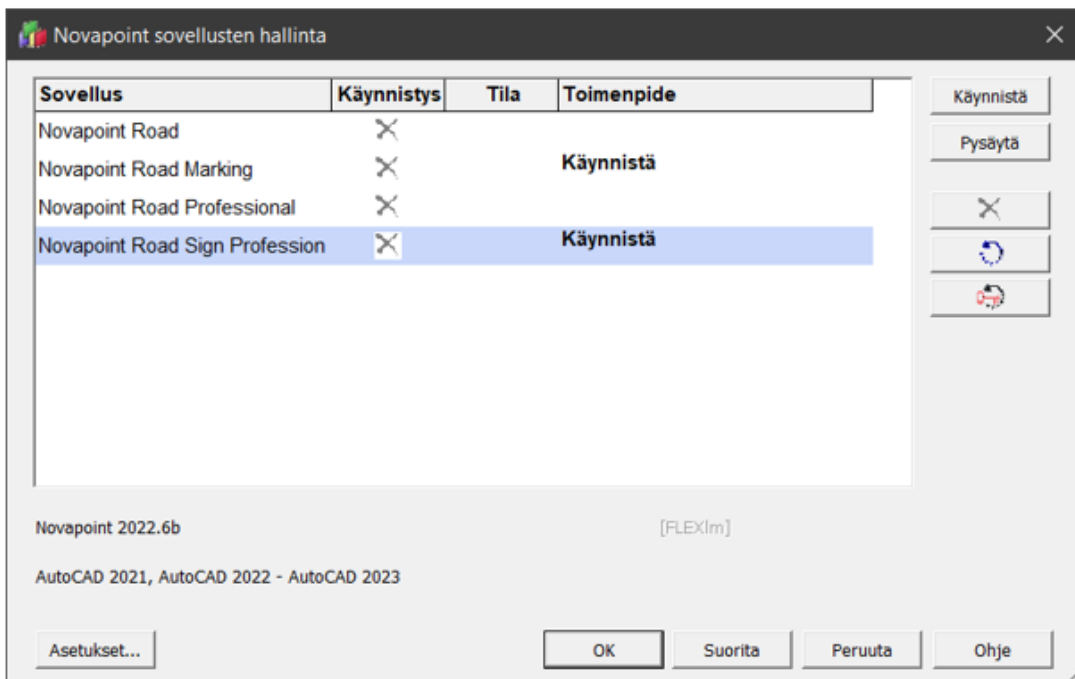 Novapoint sovellusten hallinta
Sovellus Käynnistys Tila Toimenpide
Käynnistä
Novapoint Road
Pysäytä
Novapoint Road Marking Käynnistä
Novapoint Road Professional
Novapoint Road Sign Profession Käynnistä
Novapoint 2022.6b [FLEXlm]
AutoCAD 2021, AutoCAD 2022 - AutoCAD 2023
Asetukset... OK Suorita Peruuta Ohje